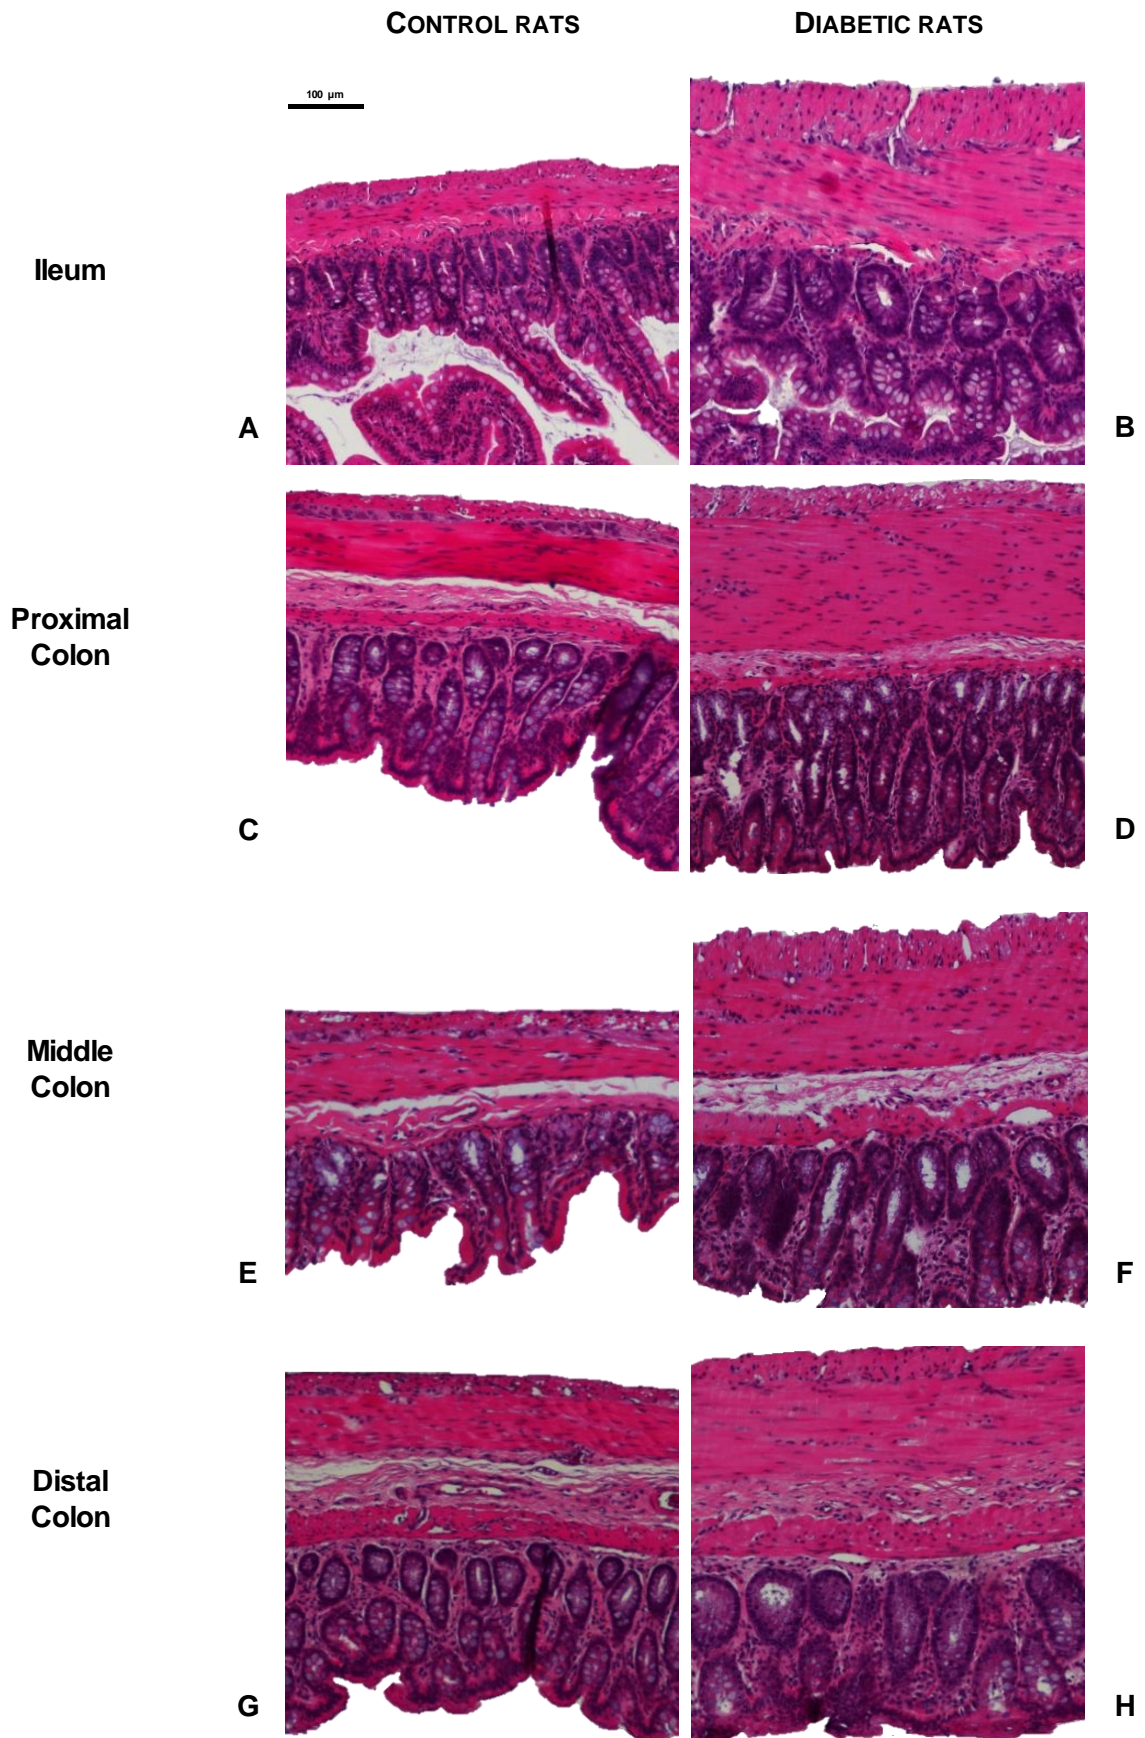 CONTROL RATS
DIABETIC RATS
100 µm
Ileum
A
B
Proximal
Colon
C
D
Middle
Colon
E
F
Distal
Colon
G
H